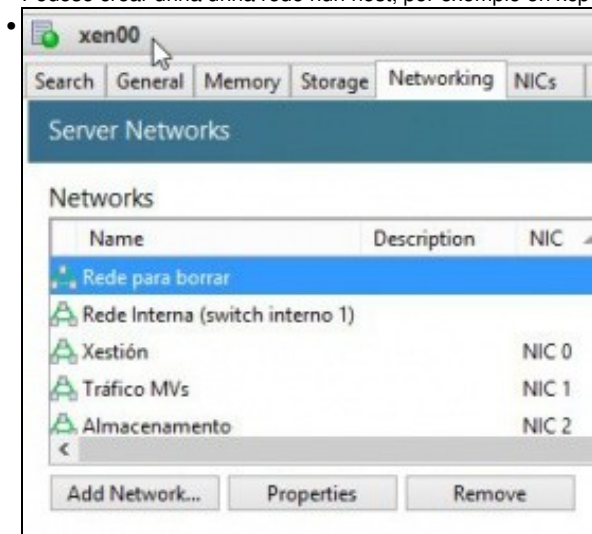 xen00
Search General Memory Storage Networking NICs
Server Networks
Networks
Name Description NIC
Rede para borrar
Rede Interna (switch interno 1)
Xestión NIC 0
Tráfico MVs NIC 1
Almacenamento NIC 2
Add Network... Properties Remove